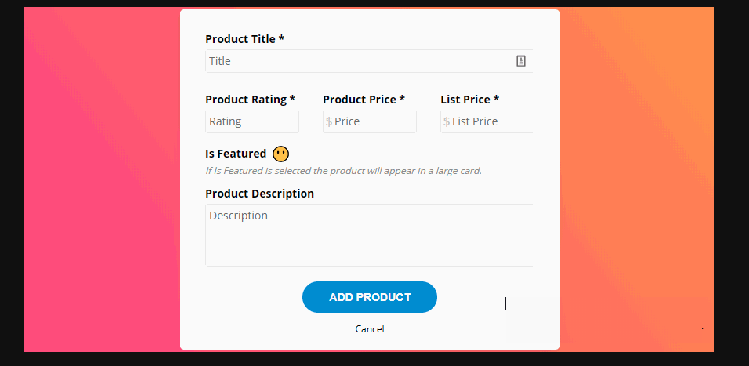 Product Title *
Title
Product Rating * Product Price * List Price *
Rating $ Price $ List Price
Is Featured
If Is Featured is selected the product will appear in a large card.
Product Description
Description
ADD PRODUCT
Cancel